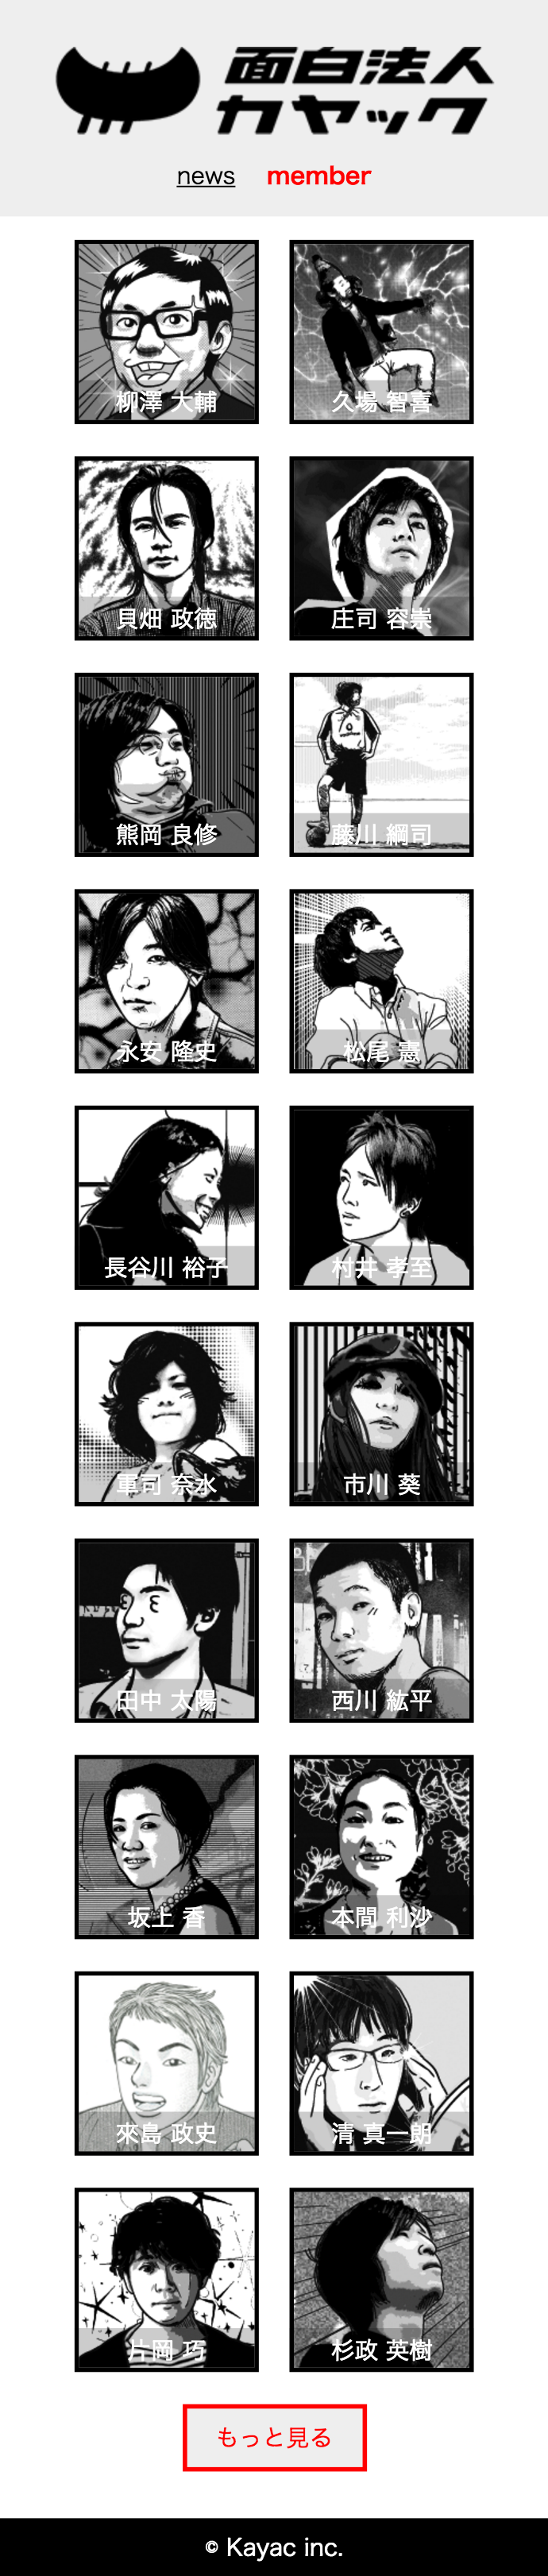 面白法人
カヤック
news member
柳澤 大輔
久場 智喜
貝畑 政徳
庄司 容崇
熊岡 良修
藤川 綱司
永安 隆史
松尾 憲
長谷川 裕子
村井 孝至
軍司 奈水
市川 葵
田中 太陽
西川 紘平
坂上 香
本間 利沙
來島 政史
清 真一朗
片岡 巧
杉政 英樹
もっと見る
© Kayac inc.